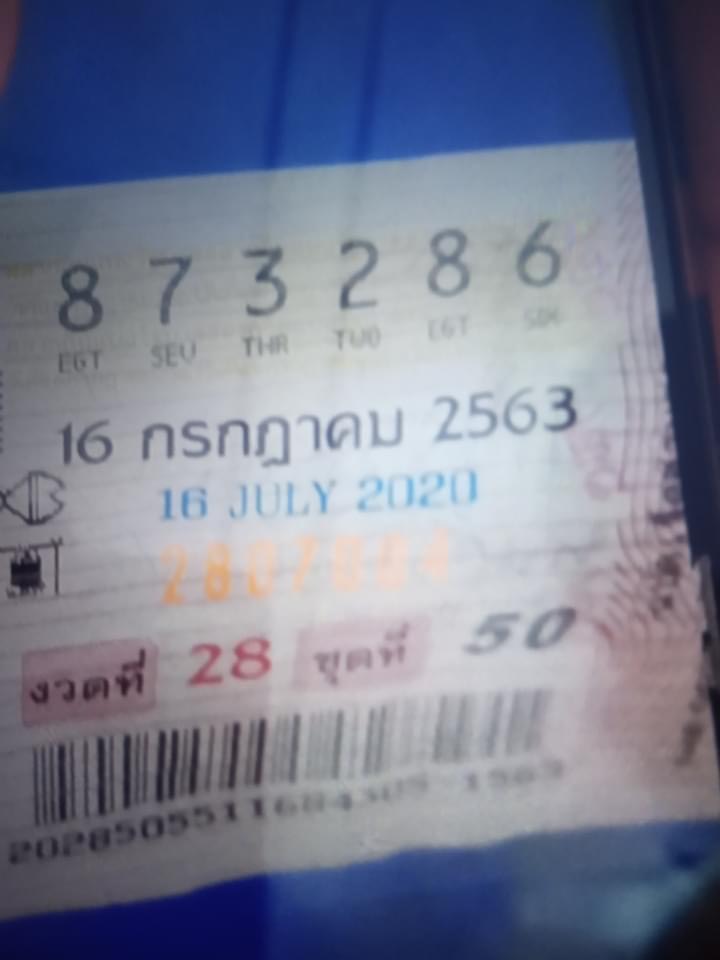 8 7 3 2 8 6
EGT SEV THR TWO EGT SIX
16 กรกฎาคม 2563
16 JULY 2020
2807004
งวดที่ 28 ชุดที่ 50